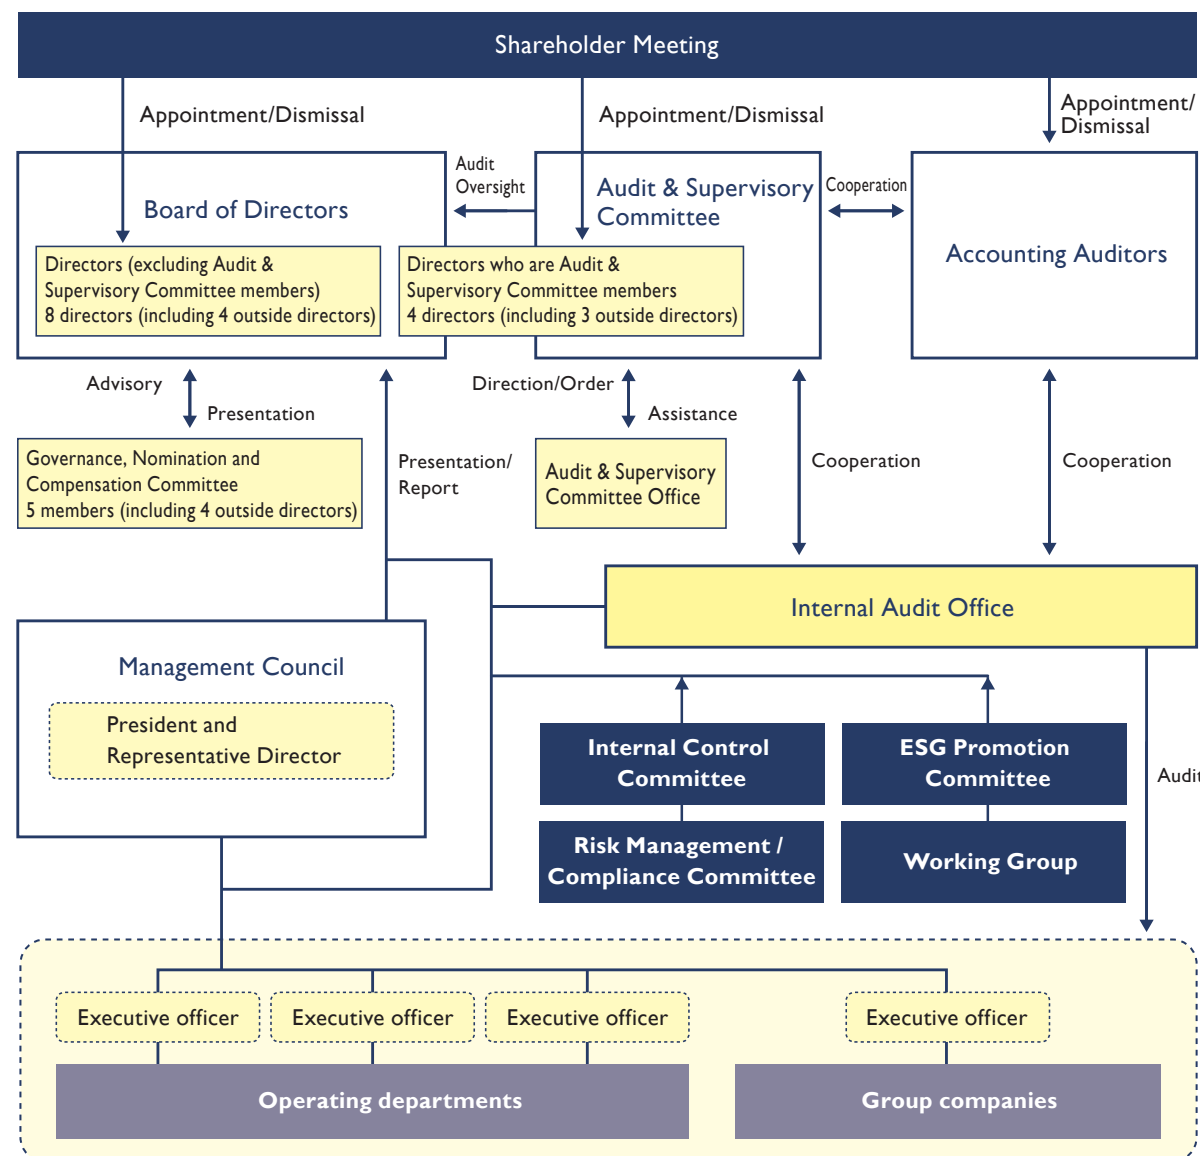 Shareholder Meeting
Appointment/Dismissal
Appointment/Dismissal
Appointment/
Dismissal
Board of Directors
Audit
Oversight
Audit & Supervisory
Committee
Cooperation
Accounting Auditors
Directors (excluding Audit &
Supervisory Committee members)
8 directors (including 4 outside directors)
Directors who are Audit &
Supervisory Committee members
4 directors (including 3 outside directors)
Advisory
Presentation
Direction/Order
Assistance
Governance, Nomination and
Compensation Committee
5 members (including 4 outside directors)
Presentation/
Report
Audit & Supervisory
Committee Office
Cooperation
Cooperation
Internal Audit Office
Management Council
President and
Representative Director
Internal Control
Committee
ESG Promotion
Committee
Audit
Risk Management /
Compliance Committee
Working Group
Executive officer
Executive officer
Executive officer
Executive officer
Operating departments
Group companies